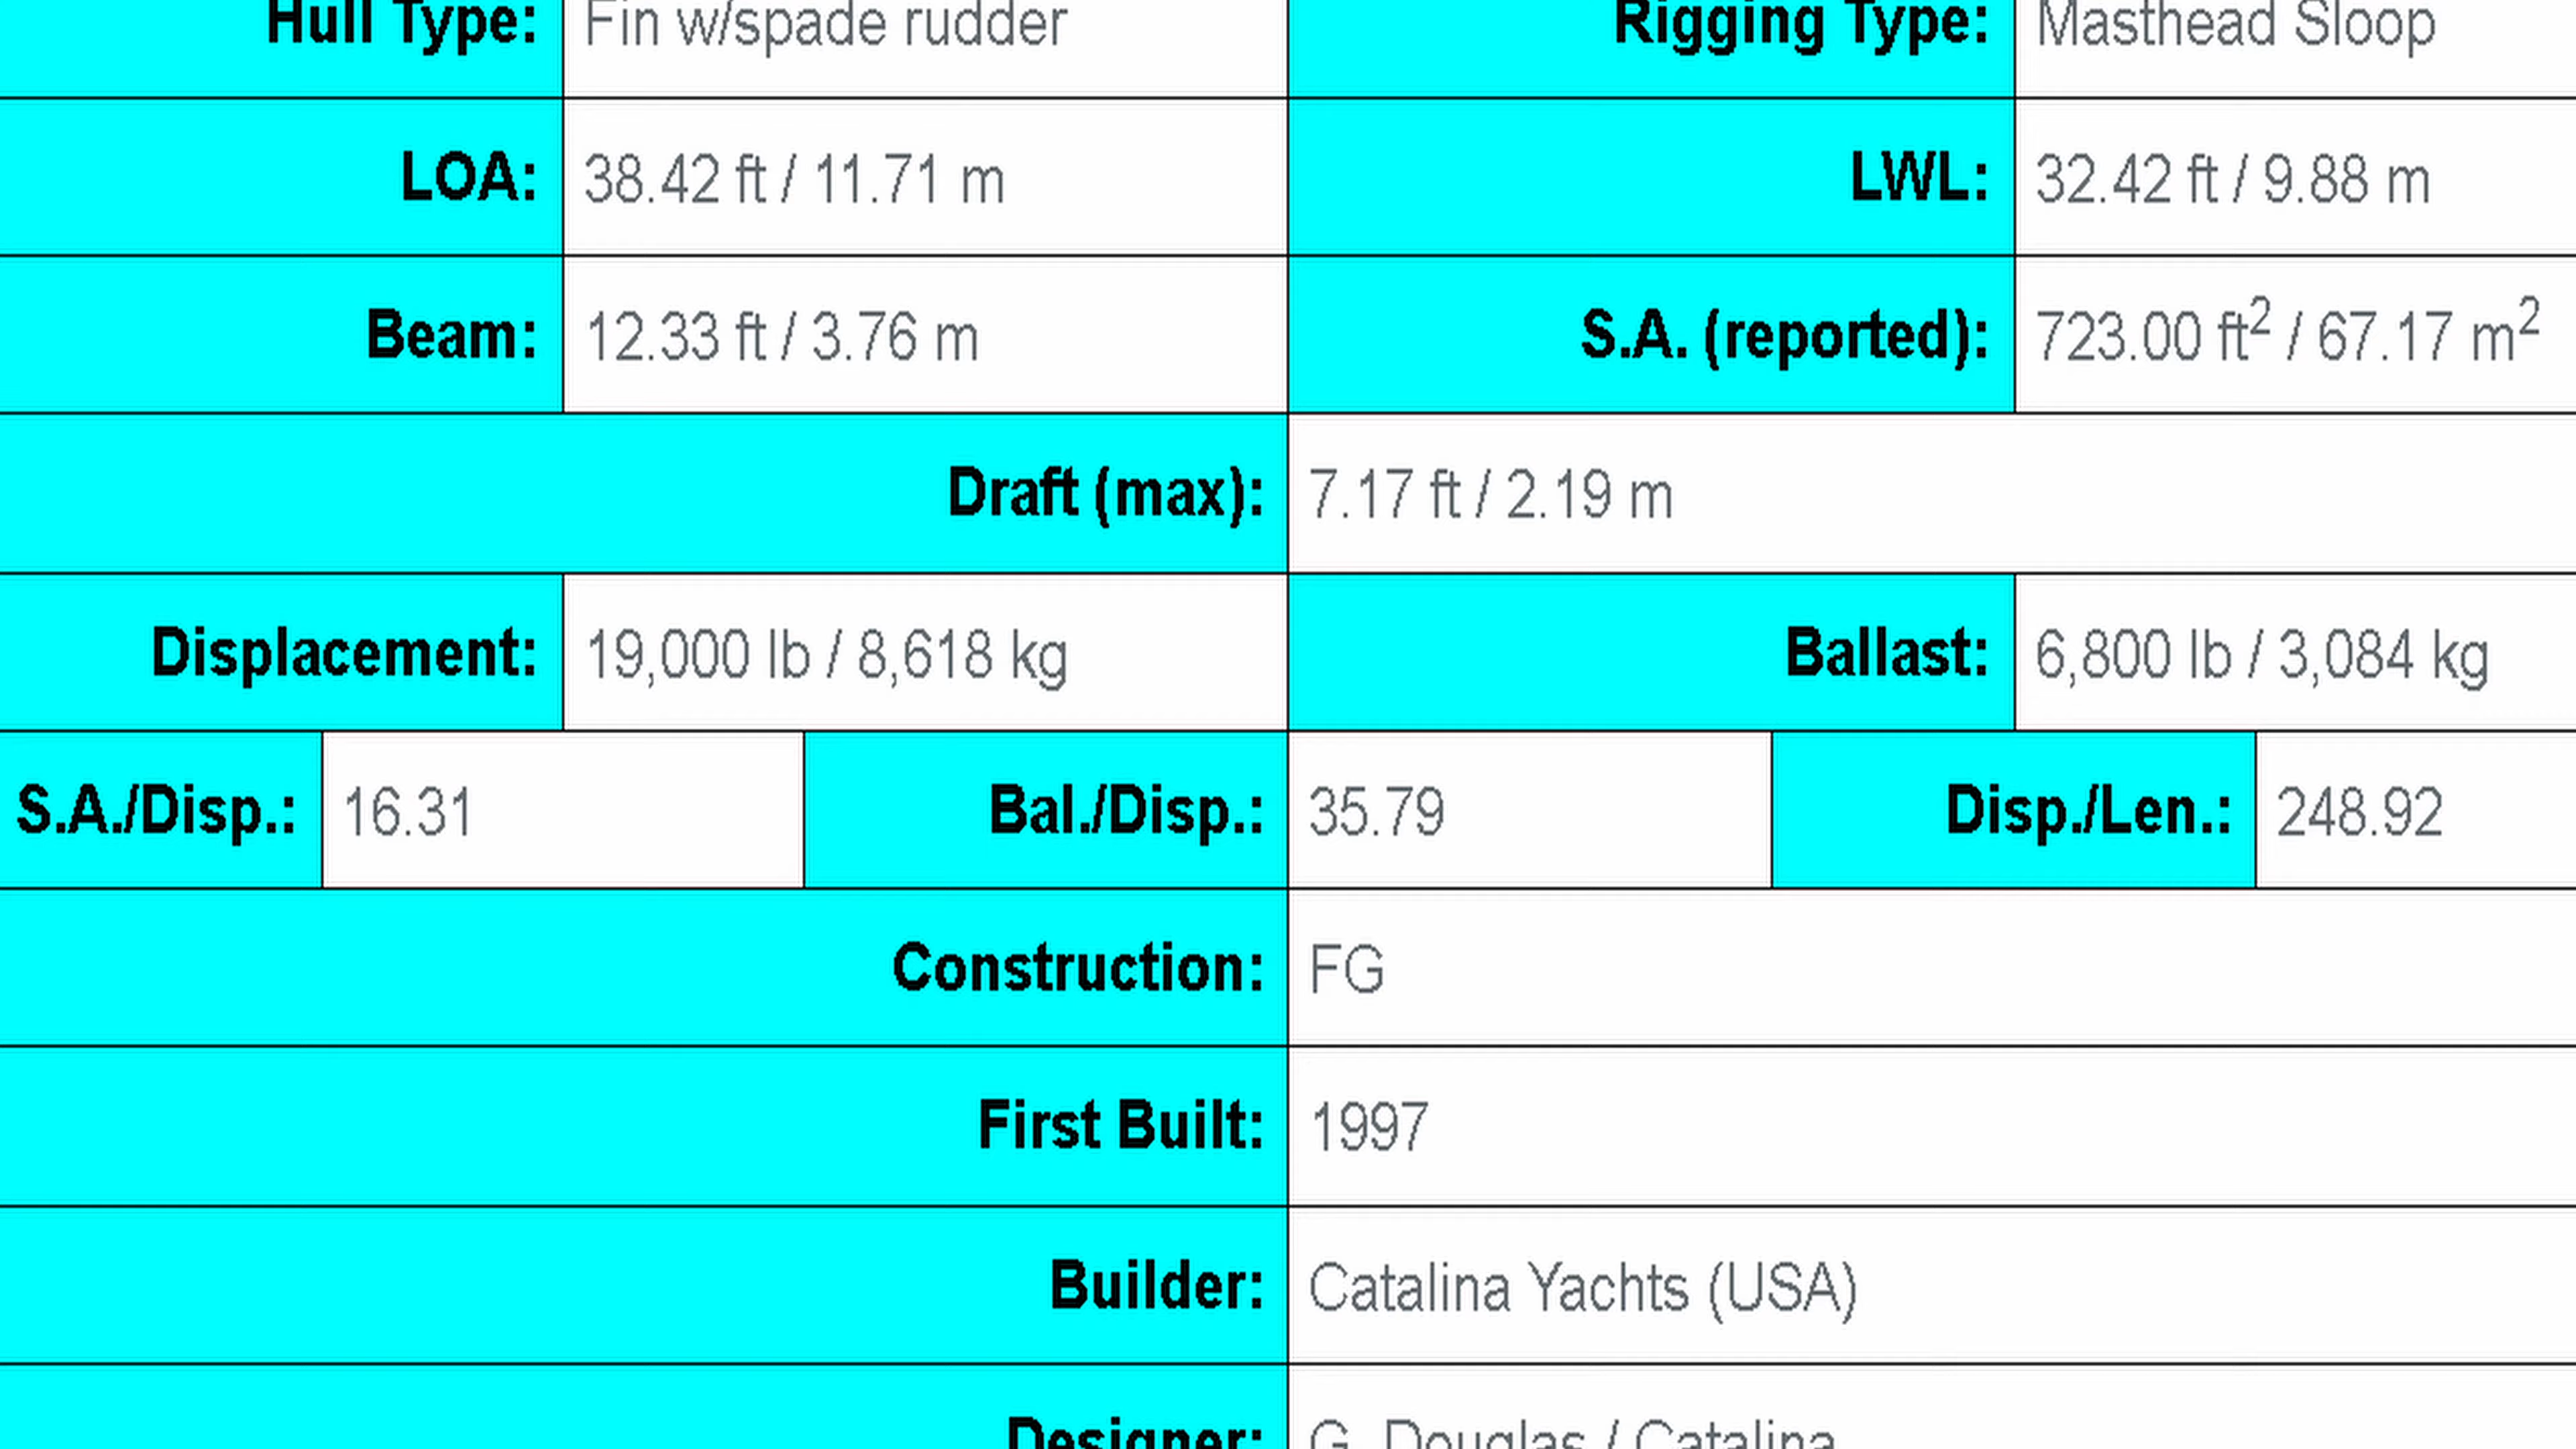 Hull Type: Fin w/spade rudder Rigging Type: Masthead Sloop
LOA: 38.42 ft / 11.71 m LWL: 32.42 ft / 9.88 m
Beam: 12.33 ft / 3.76 m S.A. (reported): 723.00 ft² / 67.17 m²
Draft (max): 7.17 ft / 2.19 m
Displacement: 19,000 lb / 8,618 kg Ballast: 6,800 lb / 3,084 kg
S.A./Disp.: 16.31 Bal./Disp.: 35.79 Disp./Len.: 248.92
Construction: FG
First Built: 1997
Builder: Catalina Yachts (USA)
Designer: G. Douglas / Catalina